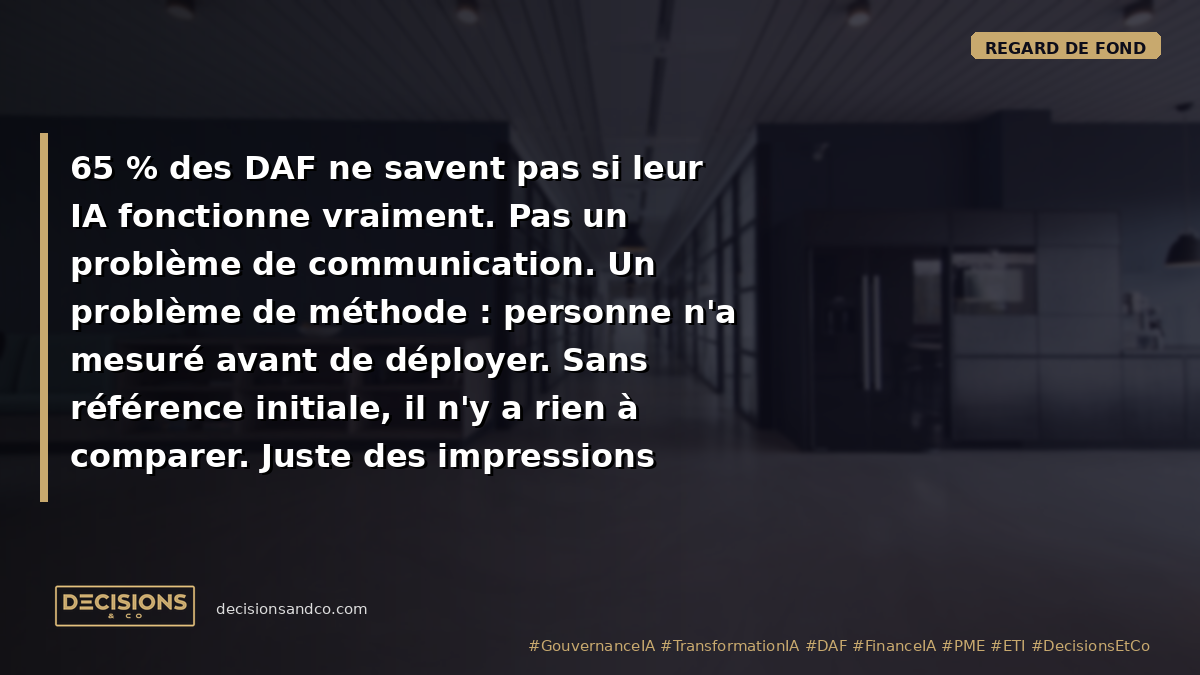 REGARD DE FOND
65 % des DAF ne savent pas si leur
IA fonctionne vraiment. Pas un
problème de communication. Un
problème de méthode : personne n'a
mesuré avant de déployer. Sans
référence initiale, il n'y a rien à
comparer. Juste des impressions
DECISIONS
& CO
decisionsandco.com
#GouvernanceIA #TransformationIA #DAF #FinanceIA #PME #ETI #DecisionsEtCo